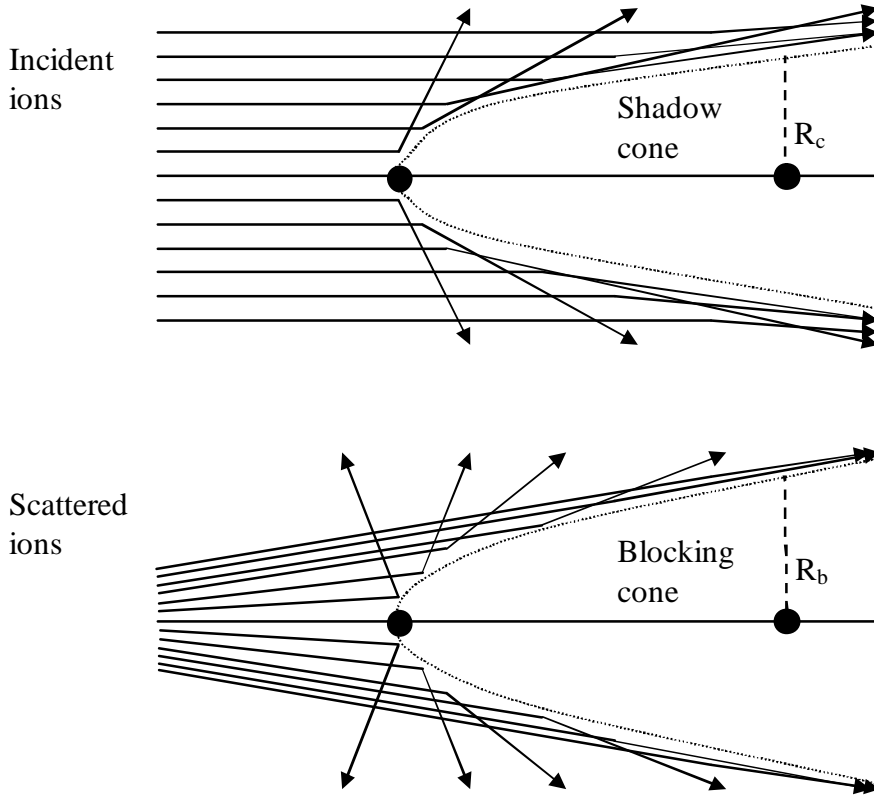 Incident
ions
Shadow
cone
R_c
Scattered
ions
Blocking
cone
R_b